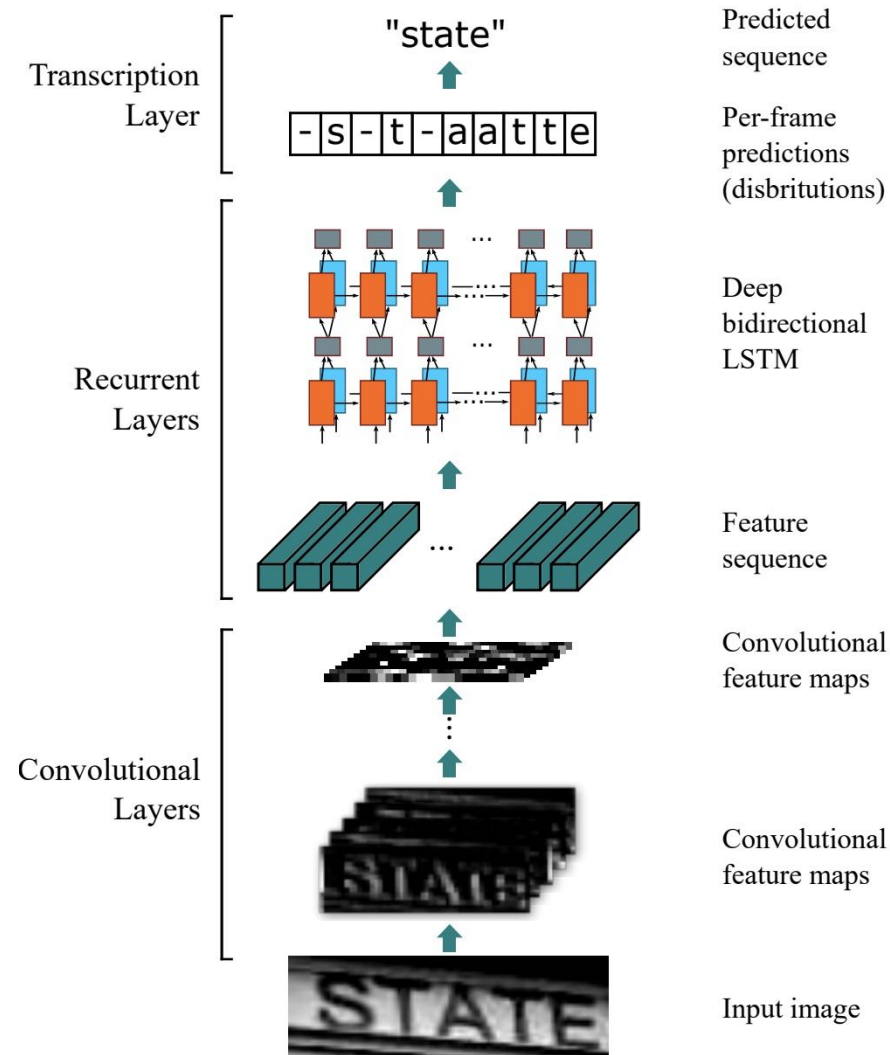 "state"
Predicted
sequence
Transcription
Layer
- s - t - a a t t e
Per-frame
predictions
(disbritutions)
...
Deep
bidirectional
LSTM
...
Recurrent
Layers
...
...
Feature
sequence
...
Convolutional
feature maps
Convolutional
Layers
STATE
Convolutional
feature maps
STATE
Input image